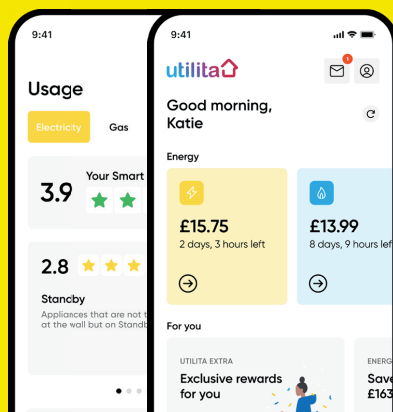 9:41
Usage
Electricity
Gas
3.9
Your Smart
2.8
Standby
Appliances that are not t
at the wall but on Standb
9:41
1
utilita
Good morning,
Katie
Energy
£15.75
2 days, 3 hours left
£13.99
8 days, 9 hours lef
For you
UTILITA EXTRA
Exclusive rewards
for you
ENERG
Save
£163